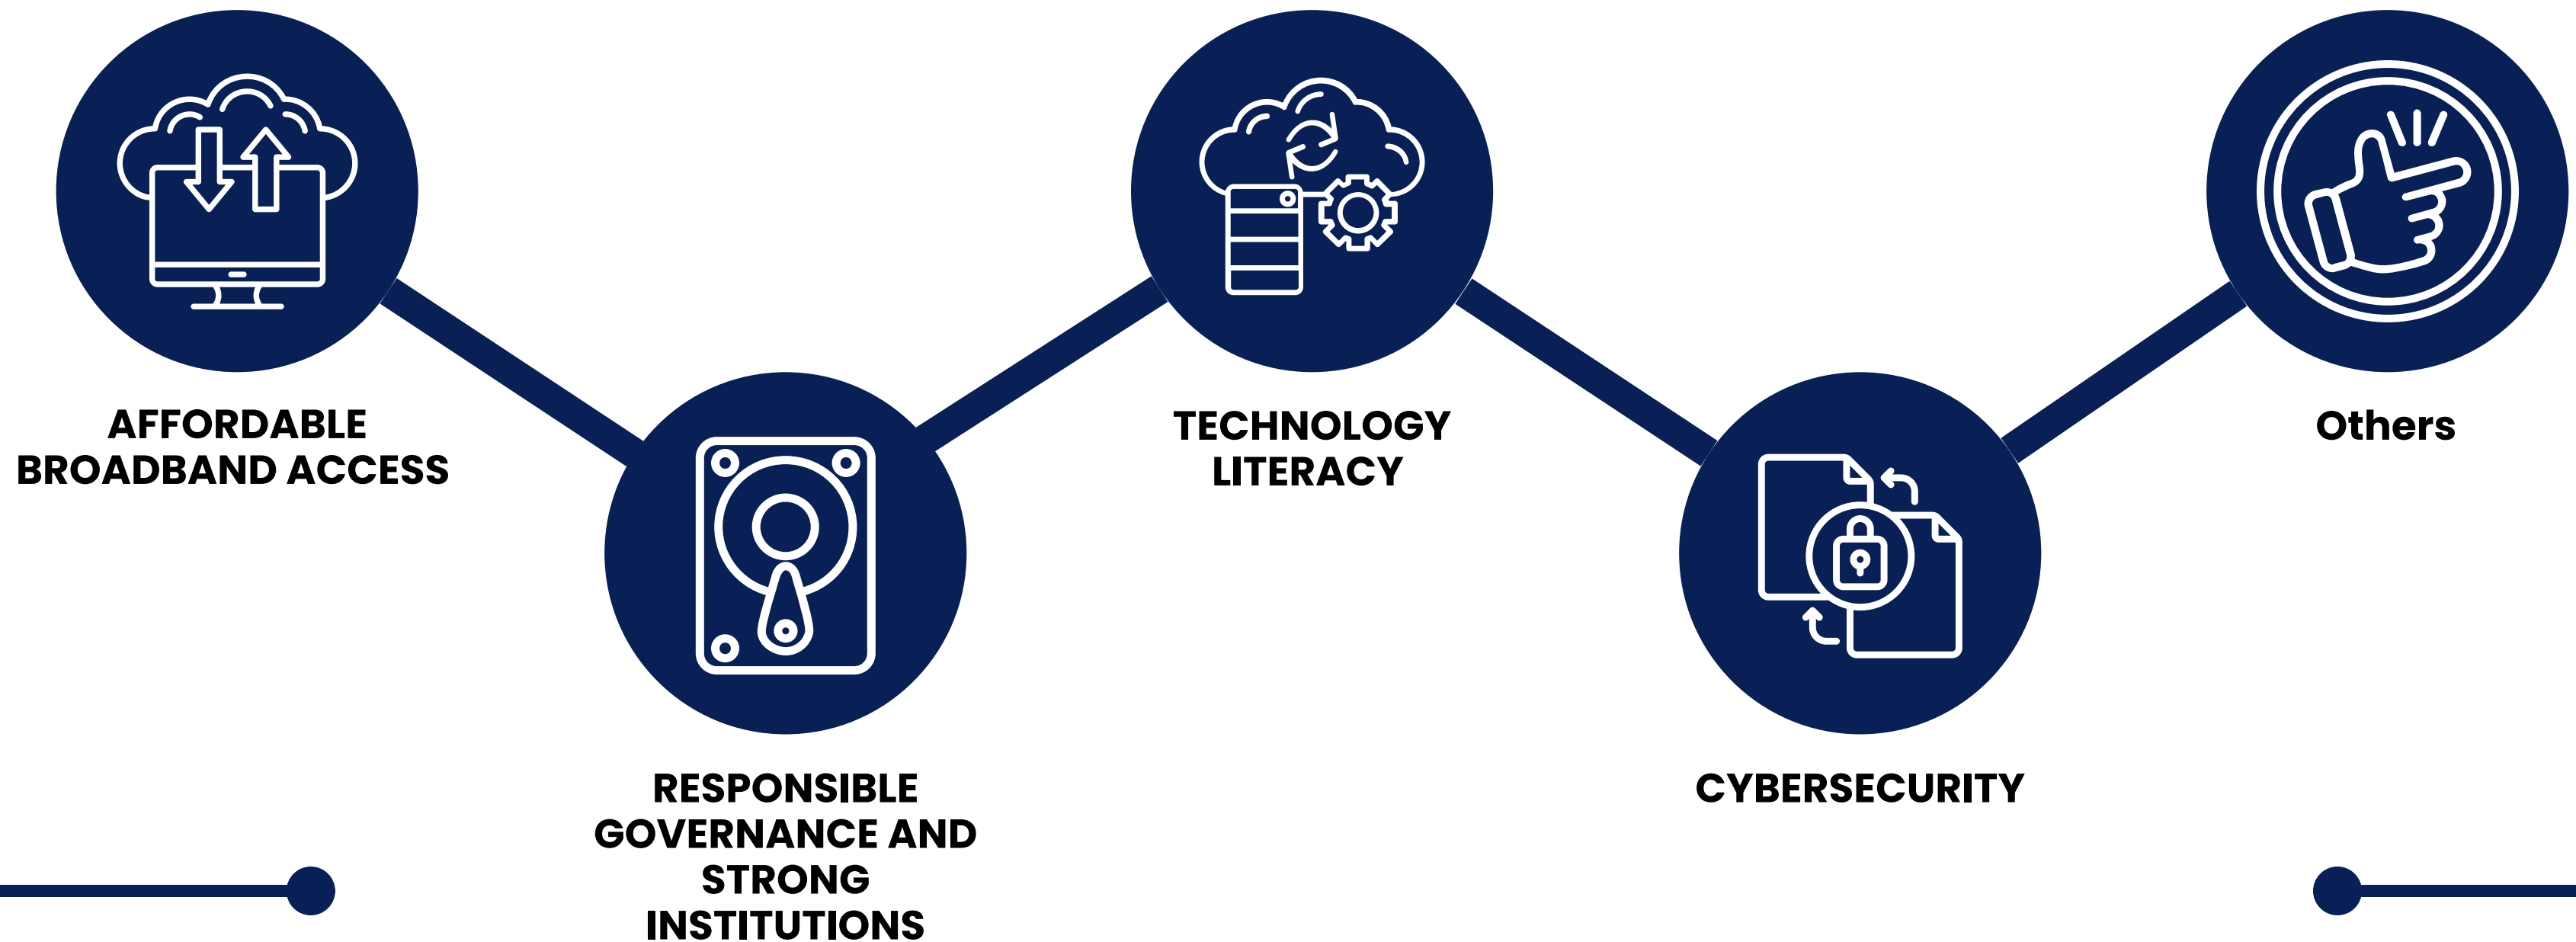 AFFORDABLE
BROADBAND ACCESS
RESPONSIBLE
GOVERNANCE AND
STRONG
INSTITUTIONS
TECHNOLOGY
LITERACY
CYBERSECURITY
Others